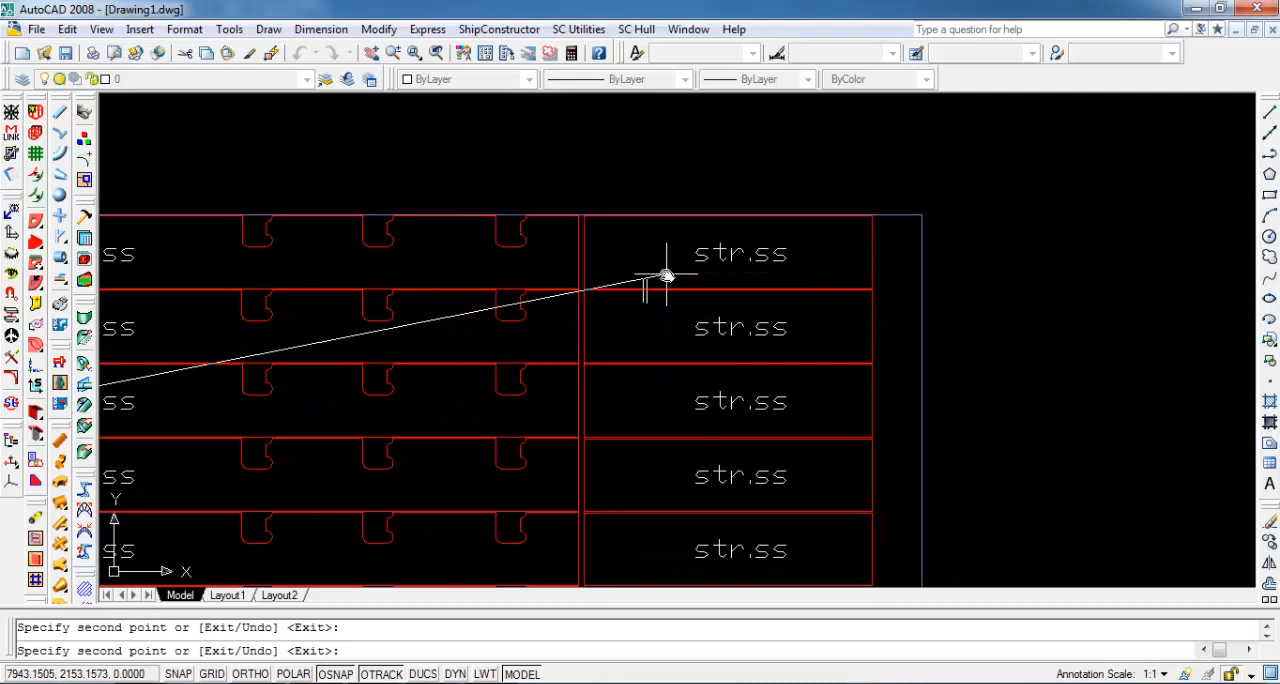 AutoCAD 2008 - [Drawing1.dwg]
File Edit View Insert Format Tools Draw Dimension Modify Express ShipConstructor SC Utilities SC Hull Window Help Type a question for help
0 ByLayer ByLayer ByLayer ByColor
M
LINK
ss str.ss
ss str.ss
ss str.ss
ss str.ss
ss str.ss
Y
X
Model Layout1 Layout2
Specify second point or [Exit/Undo] <Exit>:
Specify second point or [Exit/Undo] <Exit>:
7943.1505, 2153.1573, 0.0000 SNAP GRID ORTHO POLAR OSNAP OTRACK DUCS DYN LWT MODEL Annotation Scale: 1:1